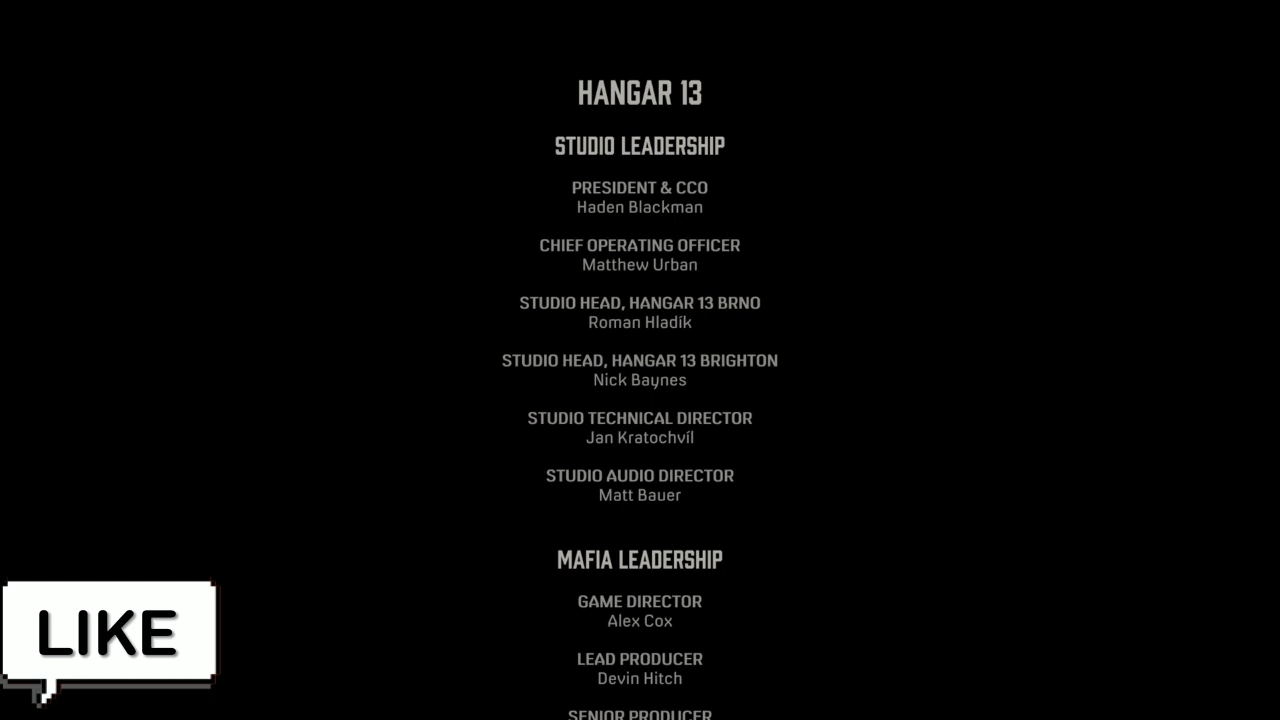 HANGAR 13
STUDIO LEADERSHIP
PRESIDENT & CCO
Haden Blackman
CHIEF OPERATING OFFICER
Matthew Urban
STUDIO HEAD, HANGAR 13 BRNO
Roman Hladík
STUDIO HEAD, HANGAR 13 BRIGHTON
Nick Baynes
STUDIO TECHNICAL DIRECTOR
Jan Kratochvíl
STUDIO AUDIO DIRECTOR
Matt Bauer
MAFIA LEADERSHIP
GAME DIRECTOR
Alex Cox
LEAD PRODUCER
Devin Hitch
SENIOR PRODUCER
LIKE